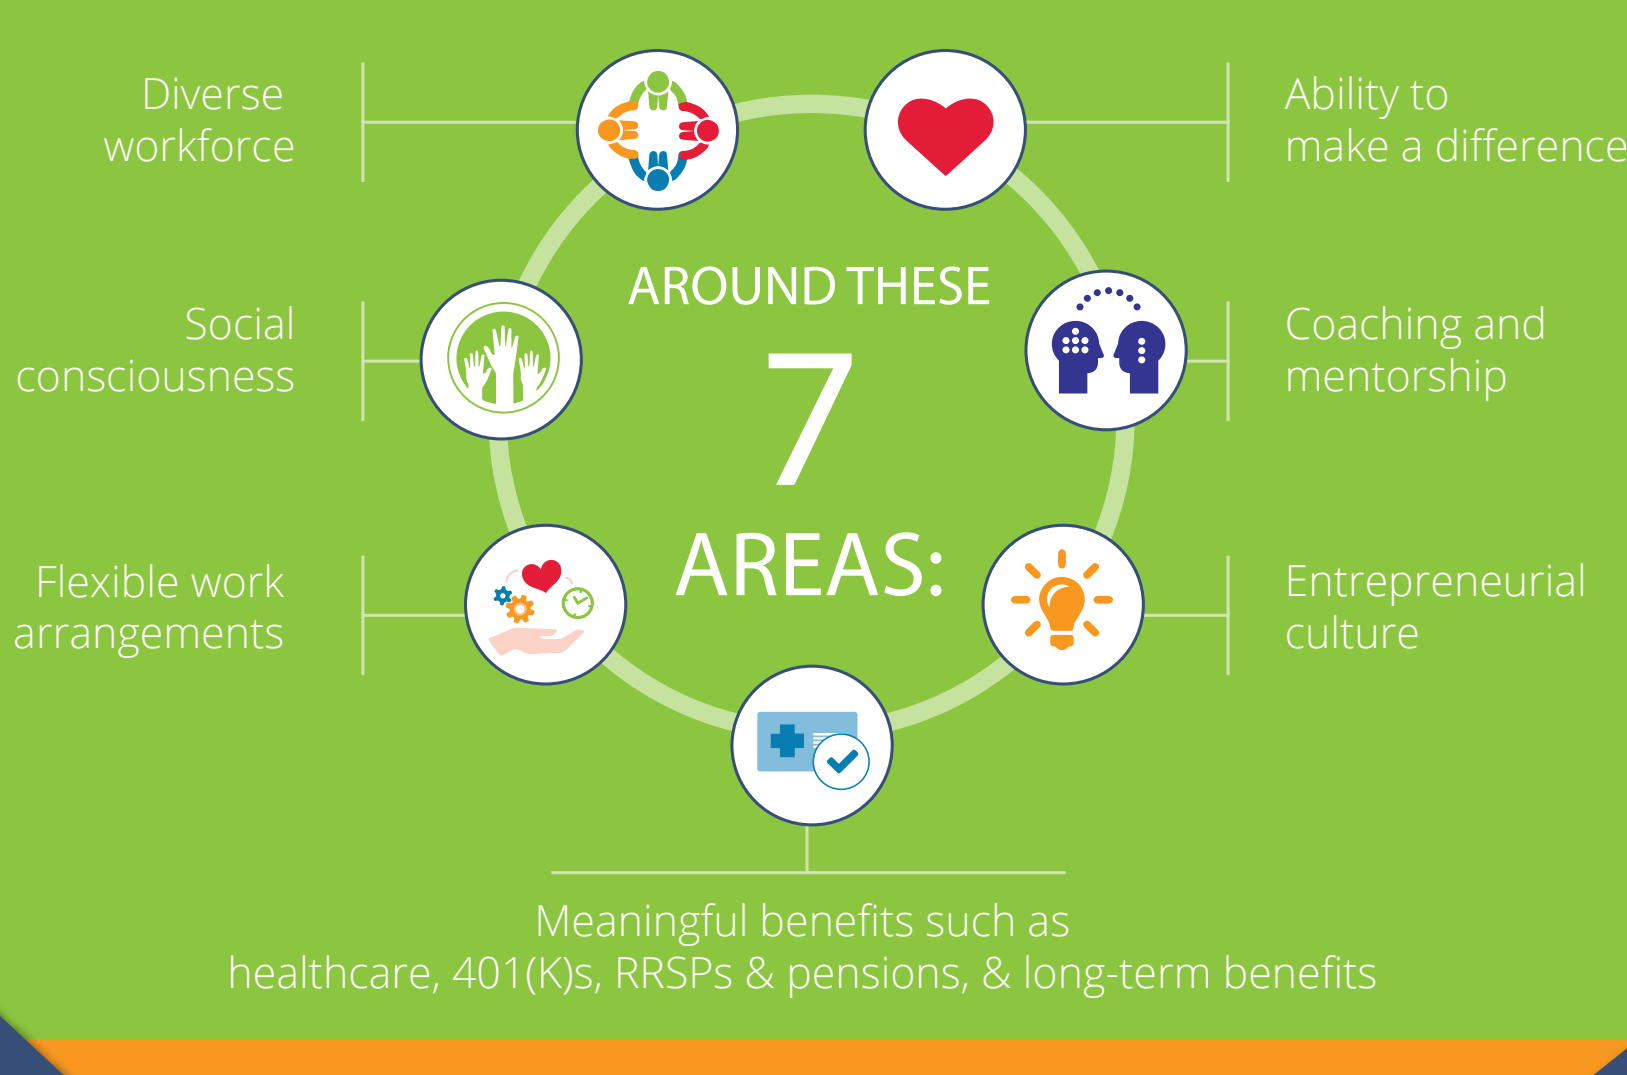 Diverse
workforce
Ability to
make a difference
AROUND THESE
7
AREAS:
Social
consciousness
Coaching and
mentorship
Flexible work
arrangements
Entrepreneurial
culture
Meaningful benefits such as
healthcare, 401(K)s, RRSPs & pensions, & long-term benefits